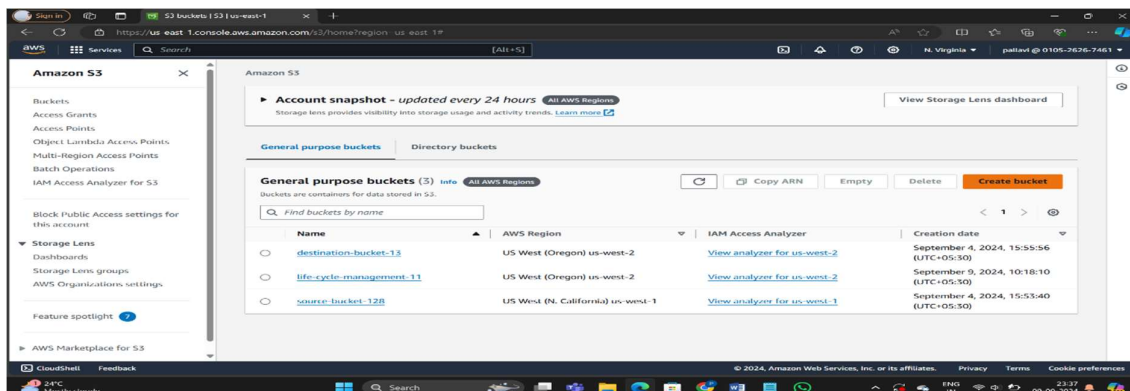 Sign in
S3 buckets | S3 | us-east-1
https://us-east-1.console.aws.amazon.com/s3/home?region=us-east-1#
aws Services Search [Alt+S] N. Virginia pallavi @ 0105-2626-7461
Amazon S3
Buckets
Access Grants
Access Points
Object Lambda Access Points
Multi-Region Access Points
Batch Operations
IAM Access Analyzer for S3
Block Public Access settings for
this account
Storage Lens
Dashboards
Storage Lens groups
AWS Organizations settings
Feature spotlight 7
AWS Marketplace for S3
Amazon S3
Account snapshot - updated every 24 hours All AWS Regions
View Storage Lens dashboard
Storage lens provides visibility into storage usage and activity trends. Learn more
General purpose buckets Directory buckets
General purpose buckets (3) Info All AWS Regions
Copy ARN Empty Delete Create bucket
Buckets are containers for data stored in S3.
Find buckets by name
< 1 >
Name AWS Region IAM Access Analyzer Creation date
destination-bucket-13 US West (Oregon) us-west-2 View analyzer for us-west-2 September 4, 2024, 15:55:56 (UTC+05:30)
life-cycle-management-11 US West (Oregon) us-west-2 View analyzer for us-west-2 September 9, 2024, 10:18:10 (UTC+05:30)
source-bucket-128 US West (N. California) us-west-1 View analyzer for us-west-1 September 4, 2024, 15:53:40 (UTC+05:30)
CloudShell Feedback © 2024, Amazon Web Services, Inc. or its affiliates. Privacy Terms Cookie preferences
24°C
Search
ENG
IN
23:37